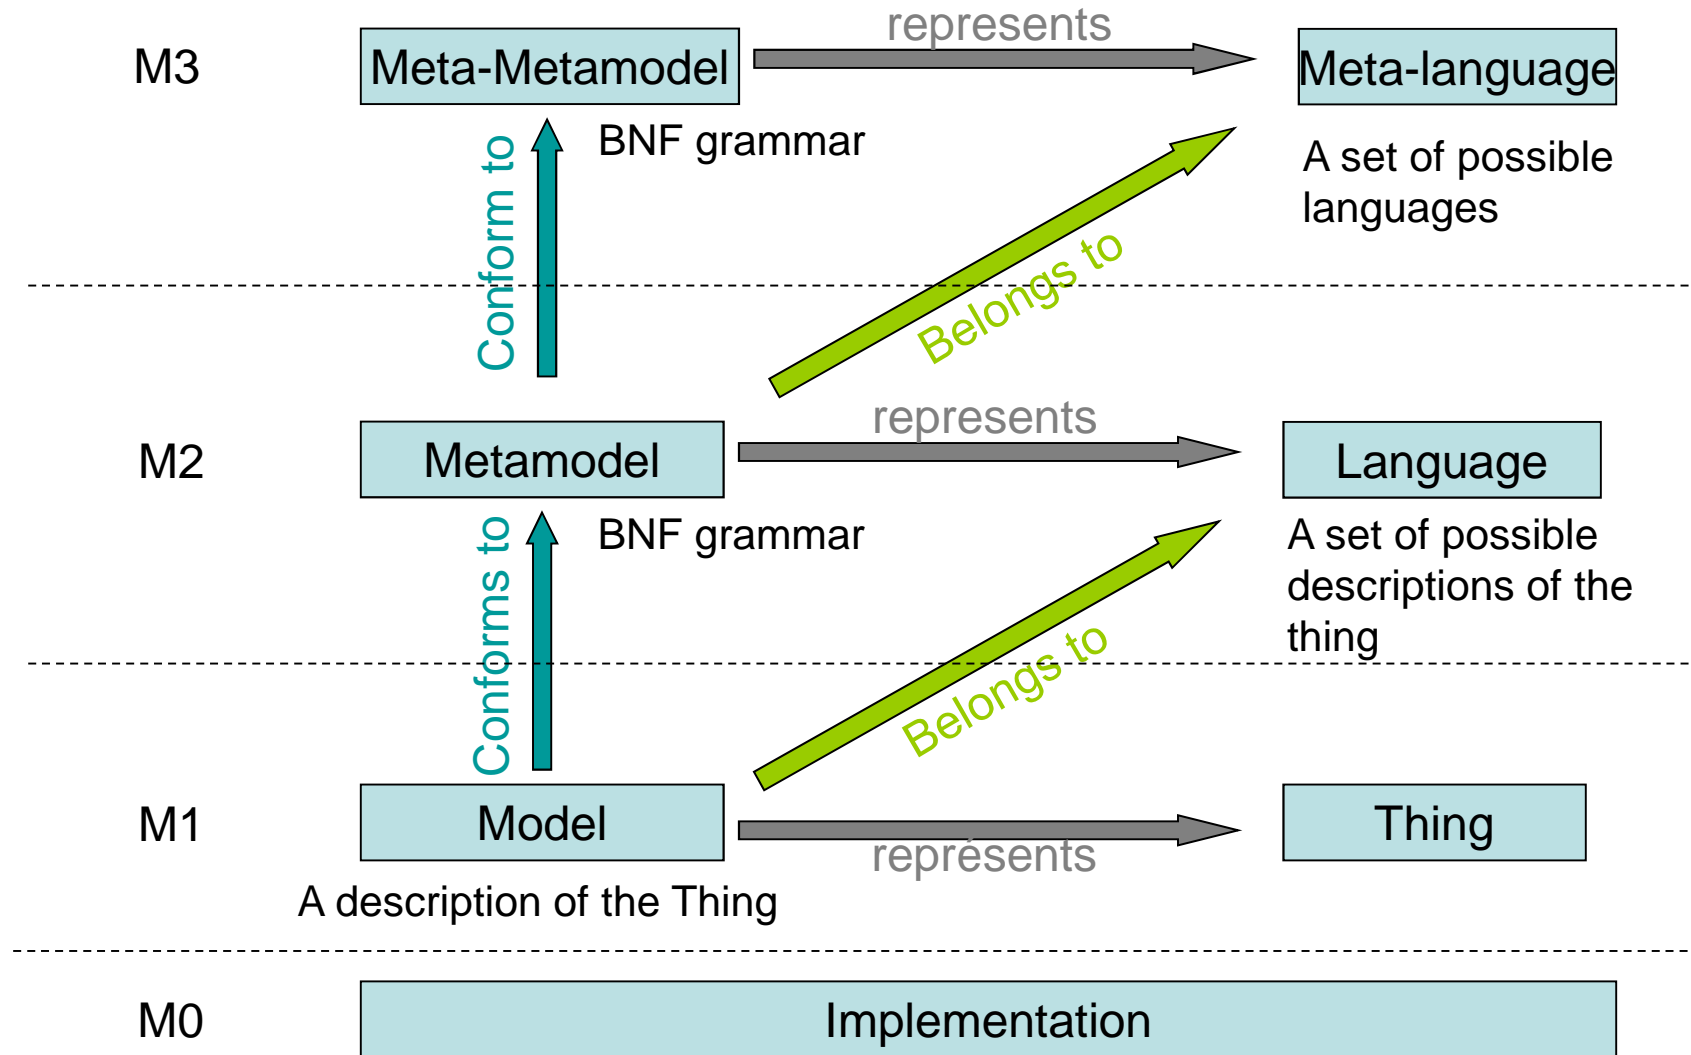 represents
M3
Meta-Metamodel
Meta-language
Conform to
BNF grammar
A set of possible
languages
Belongs to
represents
M2
Metamodel
Language
Conforms to
BNF grammar
A set of possible
descriptions of the
thing
Belongs to
M1
Model
Thing
représents
A description of the Thing
M0
Implementation